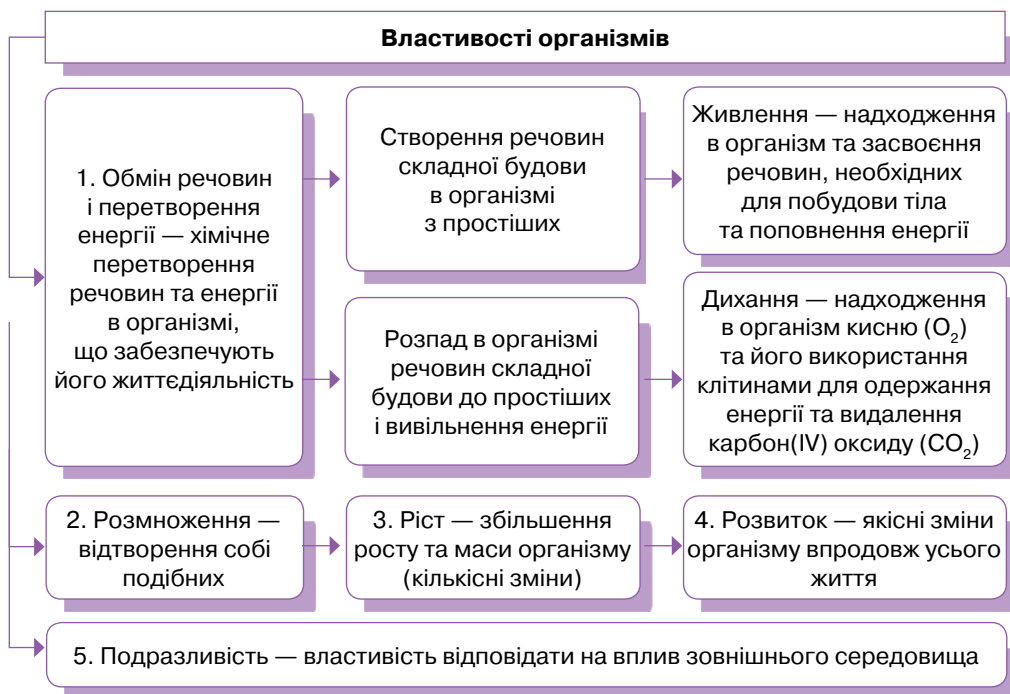 Властивості організмів
1. Обмін речовин
і перетворення
енергії — хімічне
перетворення
речовин та енергії
в організмі,
що забезпечують
його життєдіяльність
Створення речовин
складної будови
в організмі
з простіших
Живлення — надходження
в організм та засвоєння
речовин, необхідних
для побудови тіла
та поповнення енергії
Розпад в організмі
речовин складної
будови до простіших
і вивільнення енергії
Дихання — надходження
в організм кисню (O₂)
та його використання
клітинами для одержання
енергії та видалення
карбон(IV) оксиду (CO₂)
2. Розмноження —
відтворення собі
подібних
3. Ріст — збільшення
росту та маси організму
(кількісні зміни)
4. Розвиток — якісні зміни
організму впродовж усього
життя
5. Подразливість — властивість відповідати на вплив зовнішнього середовища